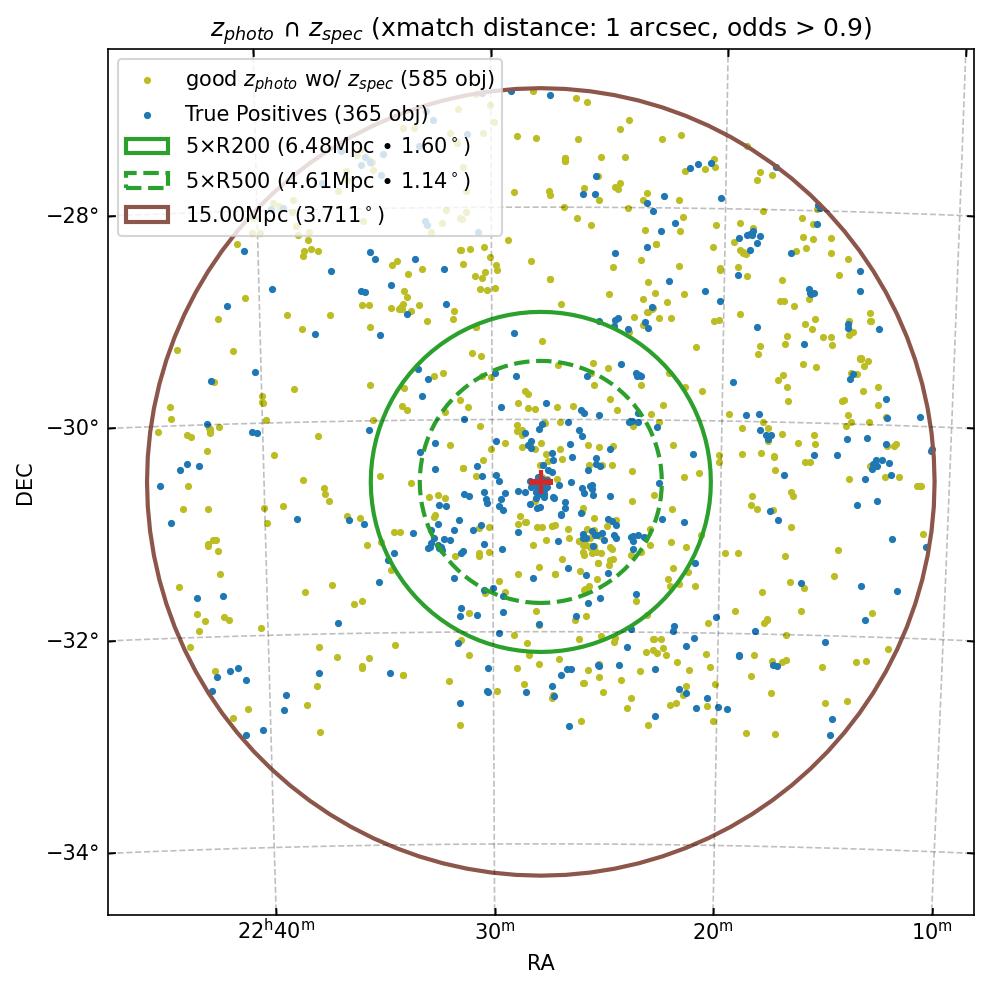 z_photo ∩ z_spec (xmatch distance: 1 arcsec, odds > 0.9)
good z_photo wo/ z_spec (585 obj)
True Positives (365 obj)
5×R200 (6.48Mpc • 1.60°)
5×R500 (4.61Mpc • 1.14°)
15.00Mpc (3.711°)
−28°
−30°
−32°
−34°
DEC
22h40m 30m 20m 10m
RA